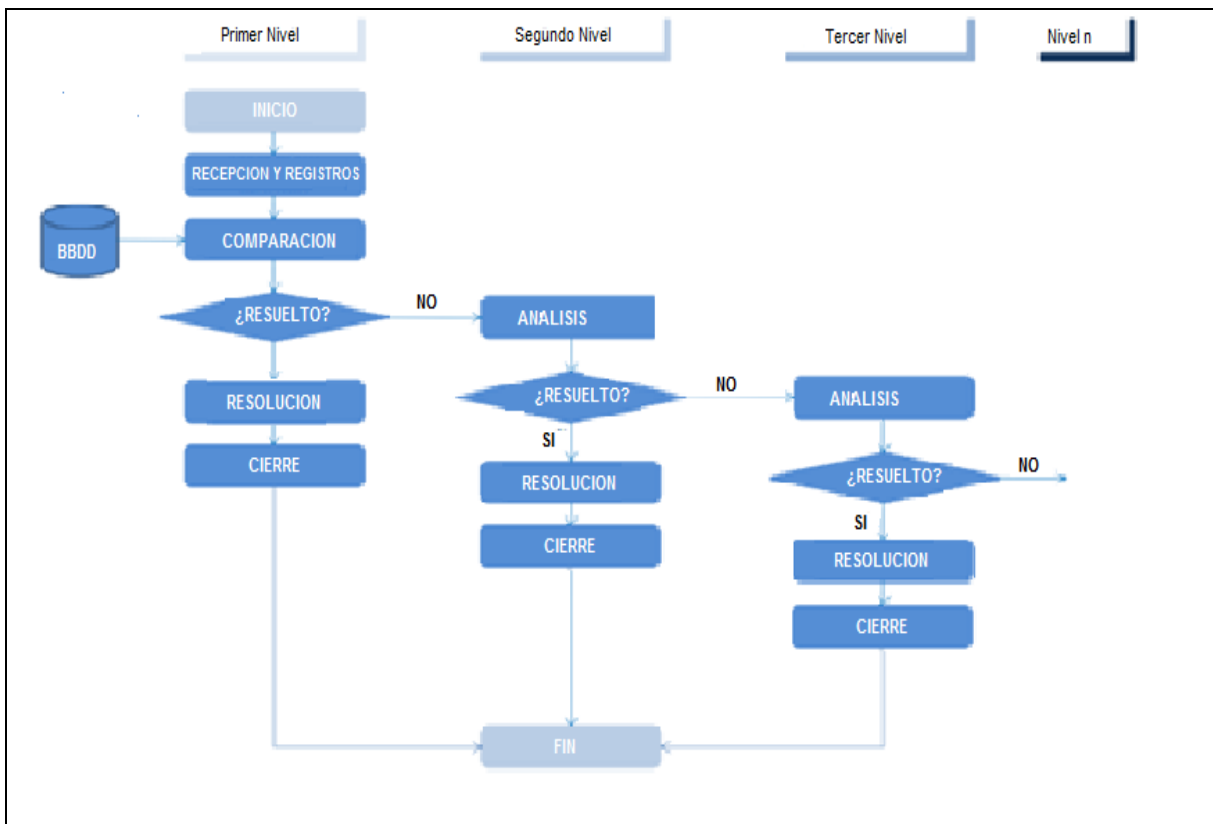 Primer Nivel
Segundo Nivel
Tercer Nivel
Nivel n
INICIO
RECEPCION Y REGISTROS
BBDD
COMPARACION
¿RESUELTO?
NO
ANALISIS
RESOLUCION
CIERRE
¿RESUELTO?
NO
ANALISIS
SI
RESOLUCION
CIERRE
¿RESUELTO?
NO
SI
RESOLUCION
CIERRE
FIN